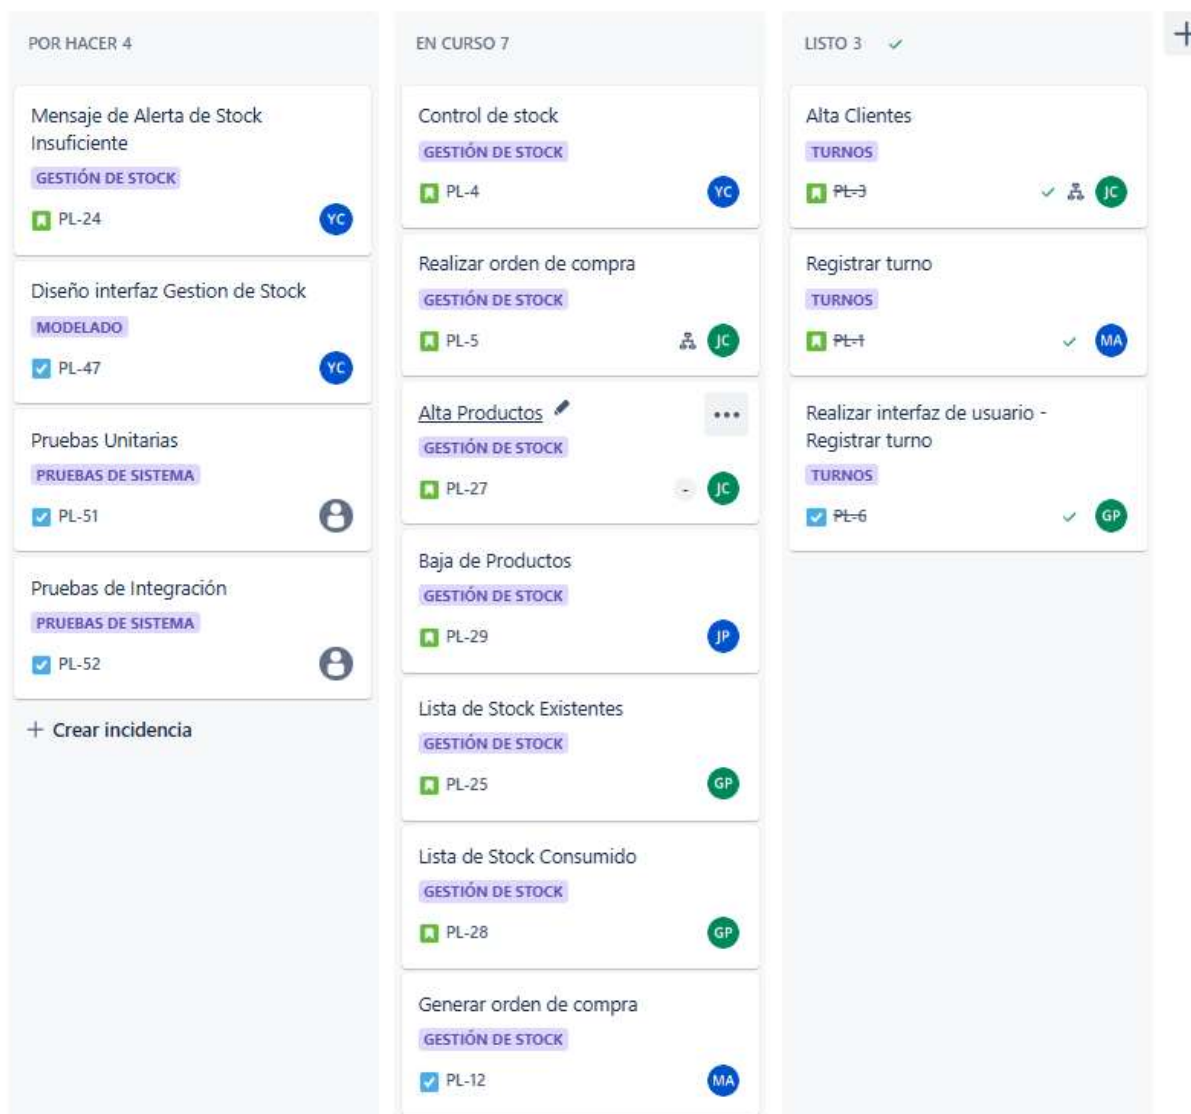 POR HACER 4
Mensaje de Alerta de Stock
Insuficiente
GESTIÓN DE STOCK
PL-24
YC
Diseño interfaz Gestion de Stock
MODELADO
PL-47
YC
Pruebas Unitarias
PRUEBAS DE SISTEMA
PL-51
Pruebas de Integración
PRUEBAS DE SISTEMA
PL-52
+ Crear incidencia
EN CURSO 7
Control de stock
GESTIÓN DE STOCK
PL-4
YC
Realizar orden de compra
GESTIÓN DE STOCK
PL-5
JC
Alta Productos
GESTIÓN DE STOCK
PL-27
-
JC
Baja de Productos
GESTIÓN DE STOCK
PL-29
JP
Lista de Stock Existentes
GESTIÓN DE STOCK
PL-25
GP
Lista de Stock Consumido
GESTIÓN DE STOCK
PL-28
GP
Generar orden de compra
GESTIÓN DE STOCK
PL-12
MA
LISTO 3
Alta Clientes
TURNOS
PL-3
JC
Registrar turno
TURNOS
PL-1
MA
Realizar interfaz de usuario -
Registrar turno
TURNOS
PL-6
GP